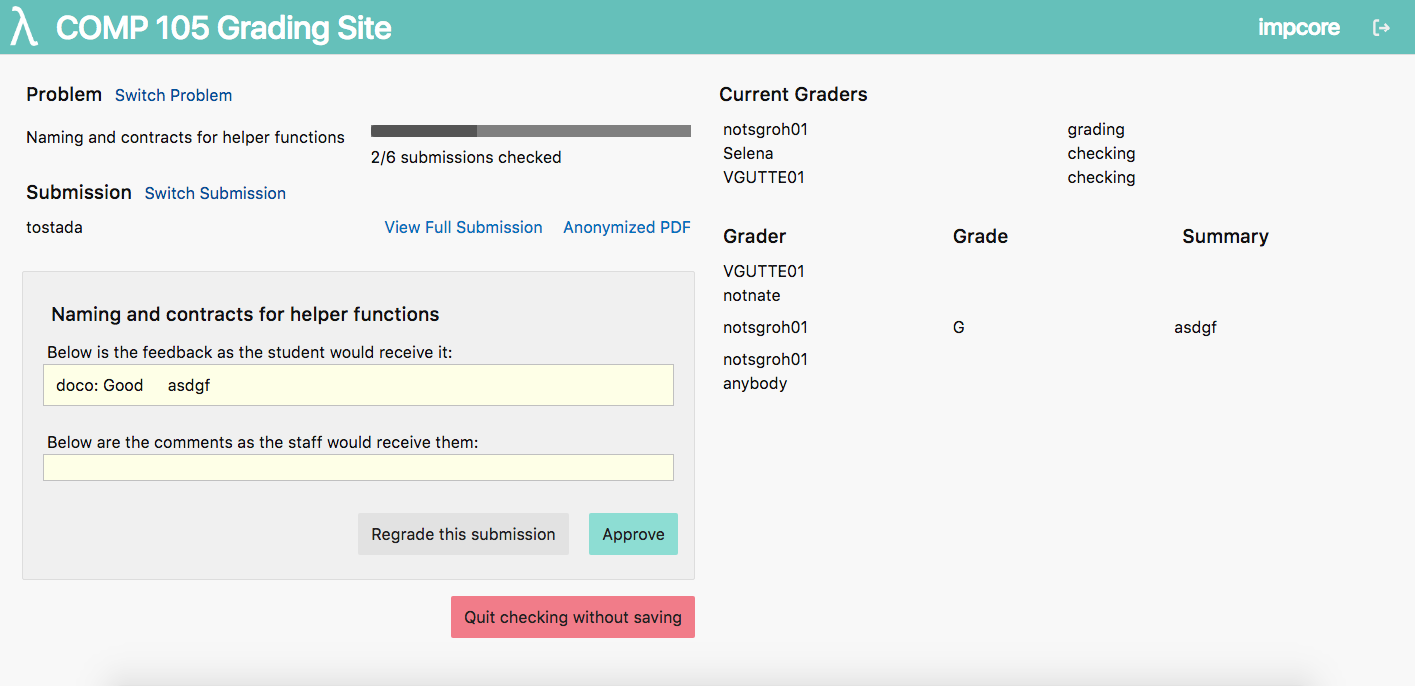 λ COMP 105 Grading Site
impcore
Problem Switch Problem
Naming and contracts for helper functions
2/6 submissions checked
Submission Switch Submission
tostada View Full Submission Anonymized PDF
Naming and contracts for helper functions
Below is the feedback as the student would receive it:
doco: Good asdgf
Below are the comments as the staff would receive them:
Regrade this submission Approve
Quit checking without saving
Current Graders
notsgroh01 grading
Selena checking
VGUTTE01 checking
Grader Grade Summary
VGUTTE01
notnate
notsgroh01 G asdgf
notsgroh01
anybody